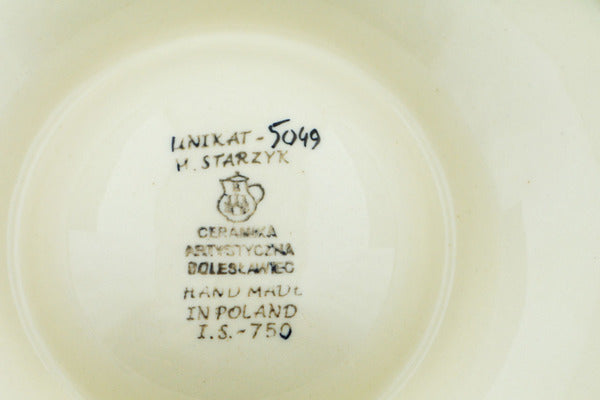 UNIKAT-5049
M. STARZYK
CERAMIKA
ARTYSTYCZNA
BOLESŁAWIEC
HAND MADE
IN POLAND
I.S.-750